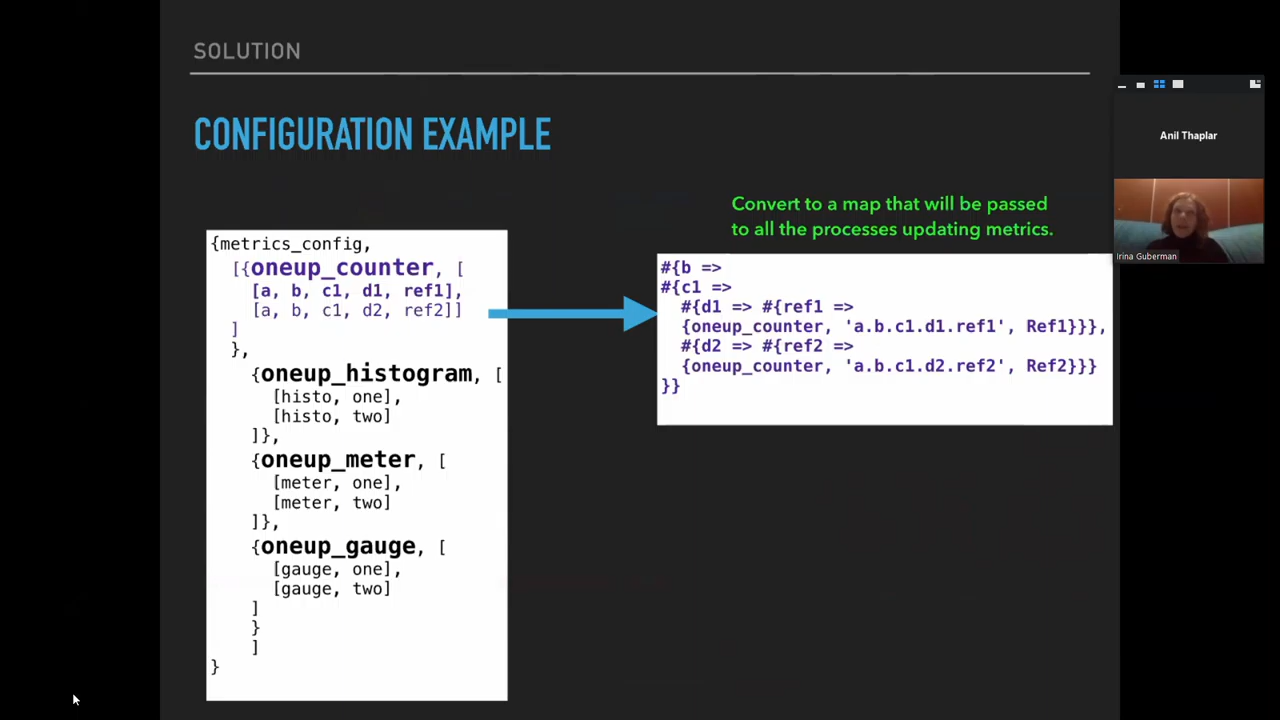 SOLUTION
CONFIGURATION EXAMPLE
{metrics_config,
[{oneup_counter, [
[a, b, c1, d1, ref1],
[a, b, c1, d2, ref2]]
]
},
{oneup_histogram, [
[histo, one],
[histo, two]
]},
{oneup_meter, [
[meter, one],
[meter, two]
]},
{oneup_gauge, [
[gauge, one],
[gauge, two]
]
}
]
}
Convert to a map that will be passed
to all the processes updating metrics.
#{b =>
#{c1 =>
#{d1 => #{ref1 =>
{oneup_counter, 'a.b.c1.d1.ref1', Ref1}}},
#{d2 => #{ref2 =>
{oneup_counter, 'a.b.c1.d2.ref2', Ref2}}}
}}
Anil Thaplar
Irina Guberman